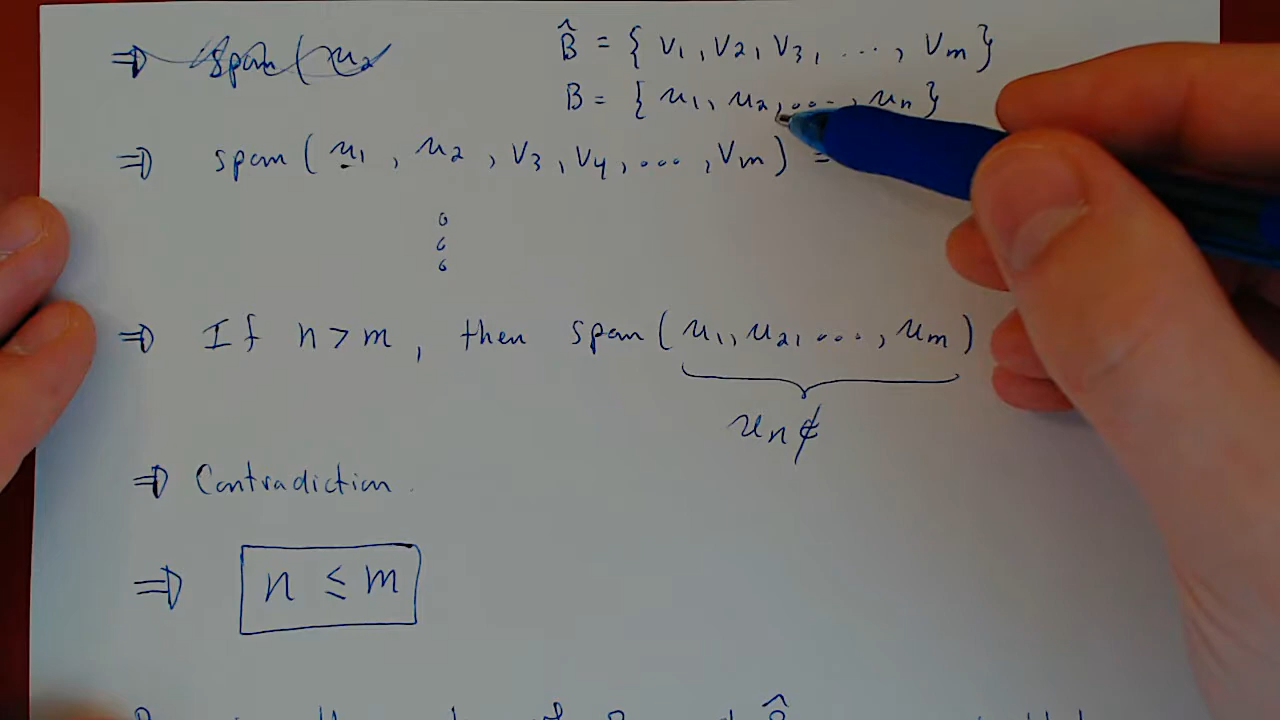 ⇒ span(u2
B̂ = { v1, v2, v3, ..., vm }
B = { u1, u2, ..., un }
⇒ span( u1, u2, v3, v4, ..., vm ) =
⇒ If n > m, then span( u1, u2, ..., um )
un ∉
⇒ Contradiction.
⇒ n ≤ m